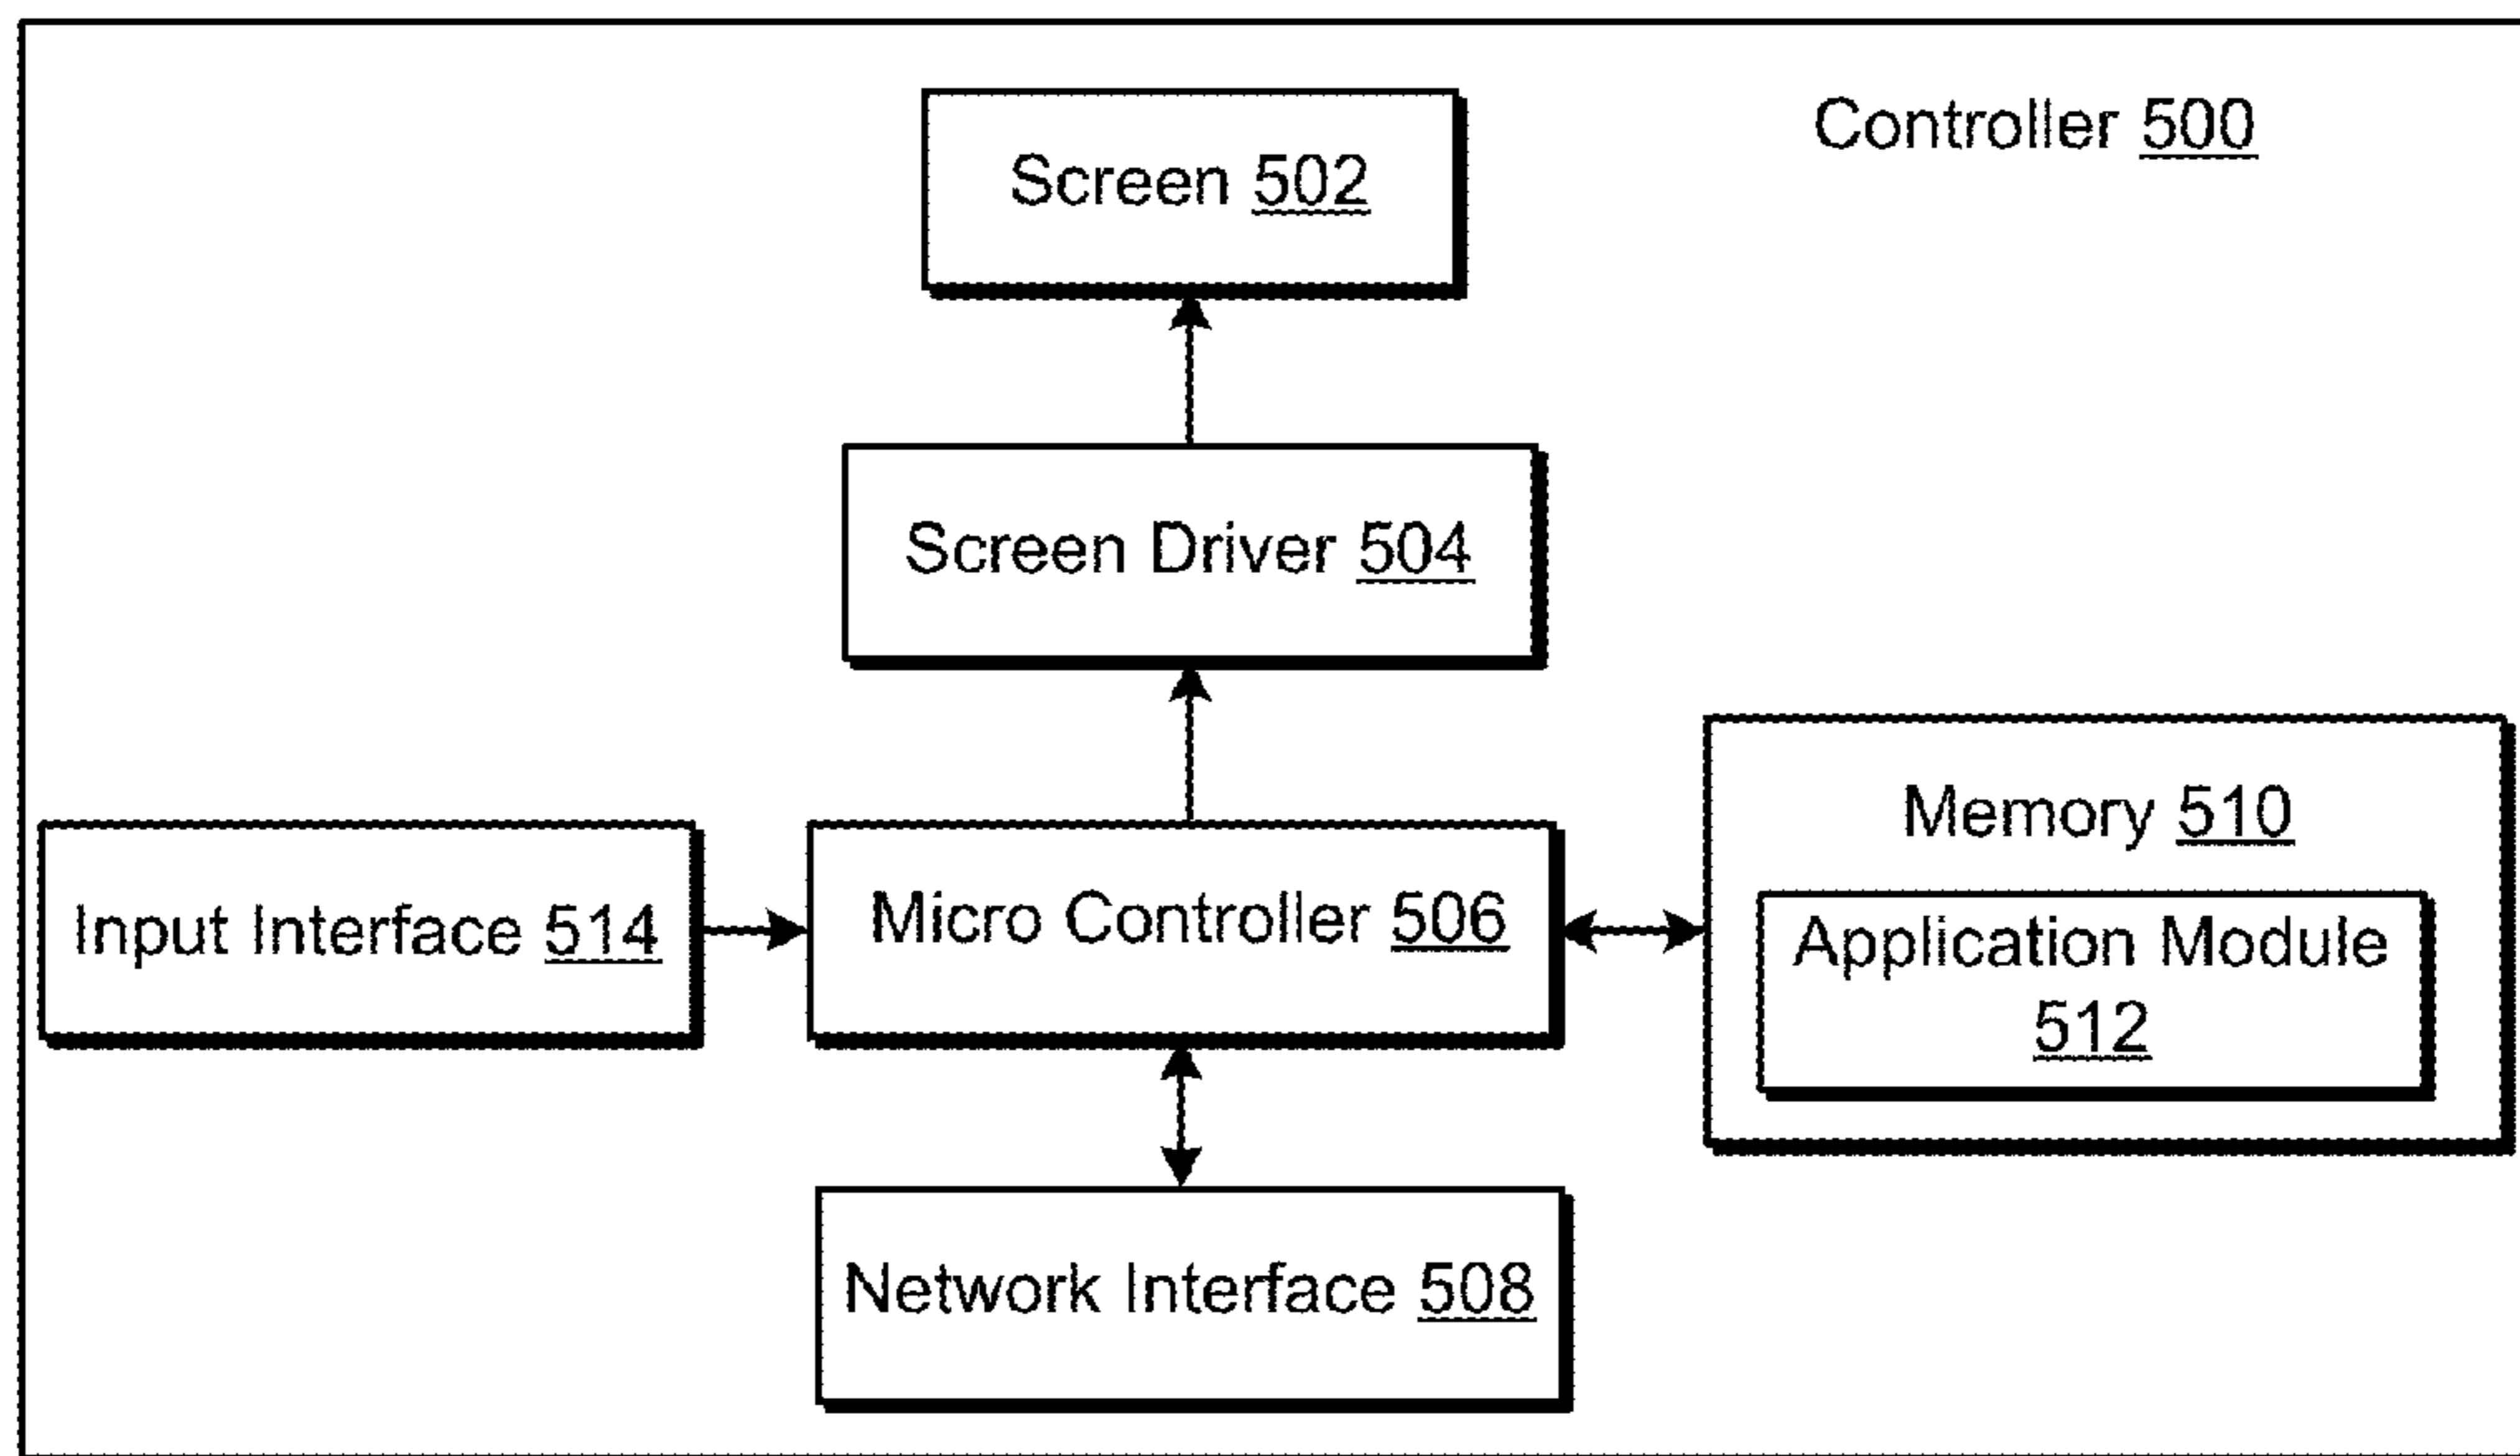 Controller 500
Screen 502
Screen Driver 504
Memory 510
Input Interface 514
Micro Controller 506
Application Module
512
Network Interface 508